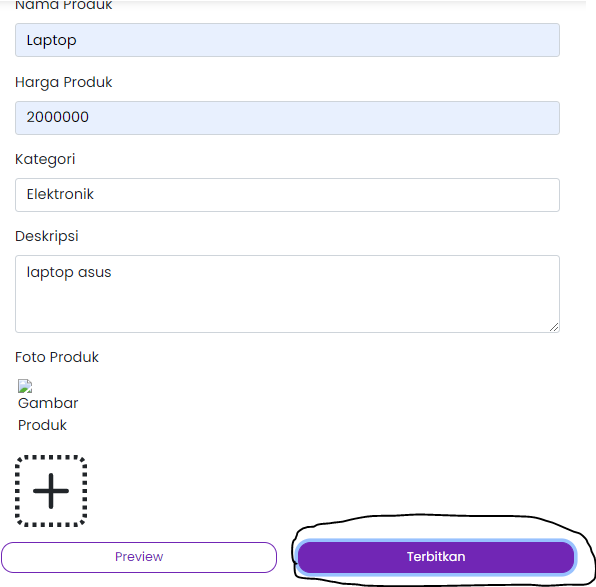 Nama Produk
Laptop
Harga Produk
2000000
Kategori
Elektronik
Deskripsi
laptop asus
Foto Produk
Gambar
Produk
Preview
Terbitkan